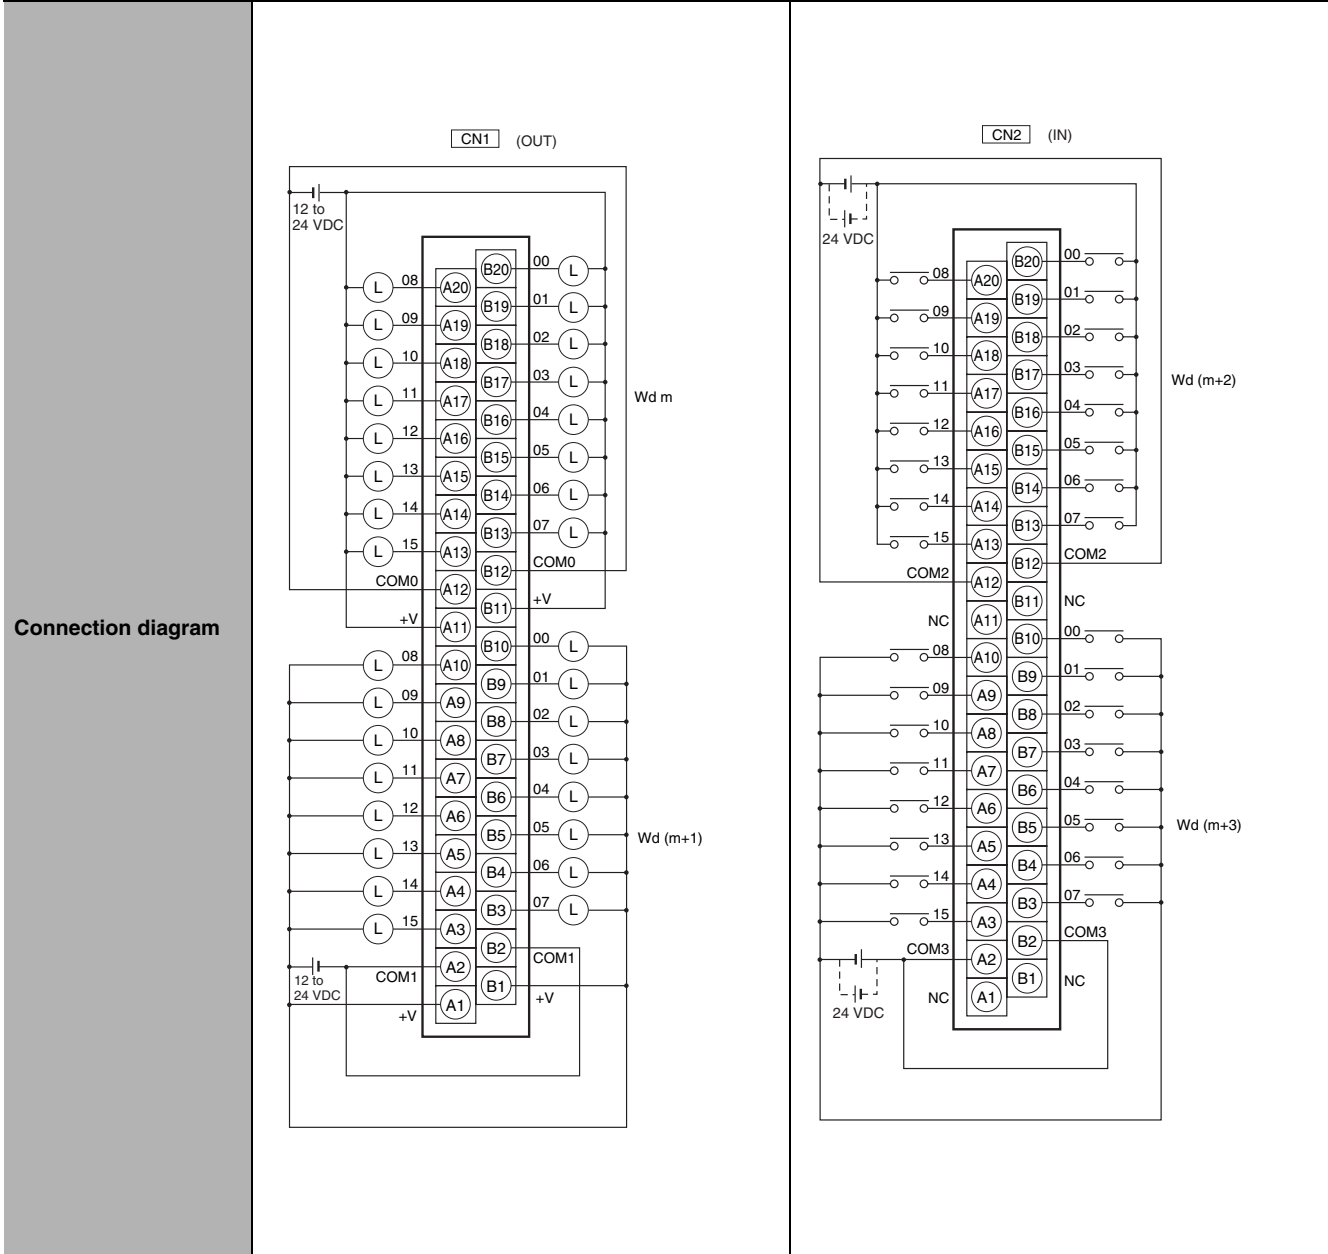 CN1 (OUT)
CN2 (IN)
12 to
24 VDC
08 A20 B20 00
09 A19 B19 01
10 A18 B18 02
11 A17 B17 03
12 A16 B16 04
13 A15 B15 05
14 A14 B14 06
15 A13 B13 07
L L L L L L L L
L L L L L L L L
Wd m
COM0 A12 B12 COM0
+V A11 B11 +V
08 A10 B10 00
09 A9 B9 01
10 A8 B8 02
11 A7 B7 03
12 A6 B6 04
13 A5 B5 05
14 A4 B4 06
15 A3 B3 07
L L L L L L L L
L L L L L L L L
Wd (m+1)
COM1 A2 B2 COM1
12 to
24 VDC
+V A1 B1 +V
24 VDC
08 A20 B20 00
09 A19 B19 01
10 A18 B18 02
11 A17 B17 03
12 A16 B16 04
13 A15 B15 05
14 A14 B14 06
15 A13 B13 07
Wd (m+2)
COM2 A12 B12 COM2
NC A11 B11 NC
08 A10 B10 00
09 A9 B9 01
10 A8 B8 02
11 A7 B7 03
12 A6 B6 04
13 A5 B5 05
14 A4 B4 06
15 A3 B3 07
Wd (m+3)
COM3 A2 B2 COM3
24 VDC
NC A1 B1 NC
Connection diagram